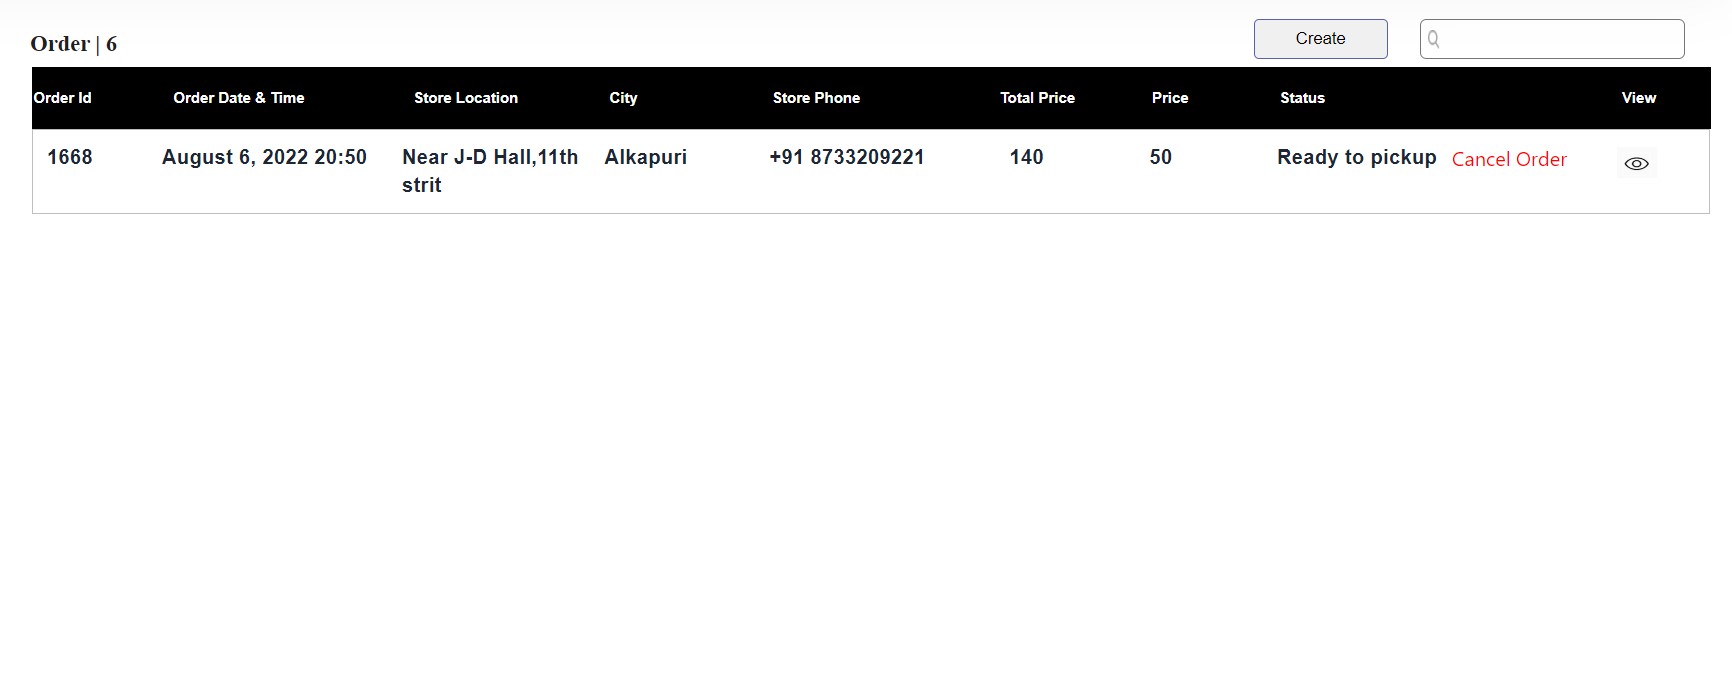 Order | 6
Create
Order Id Order Date & Time Store Location City Store Phone Total Price Price Status View
1668 August 6, 2022 20:50 Near J-D Hall,11th Alkapuri +91 8733209221 140 50 Ready to pickup Cancel Order
strit